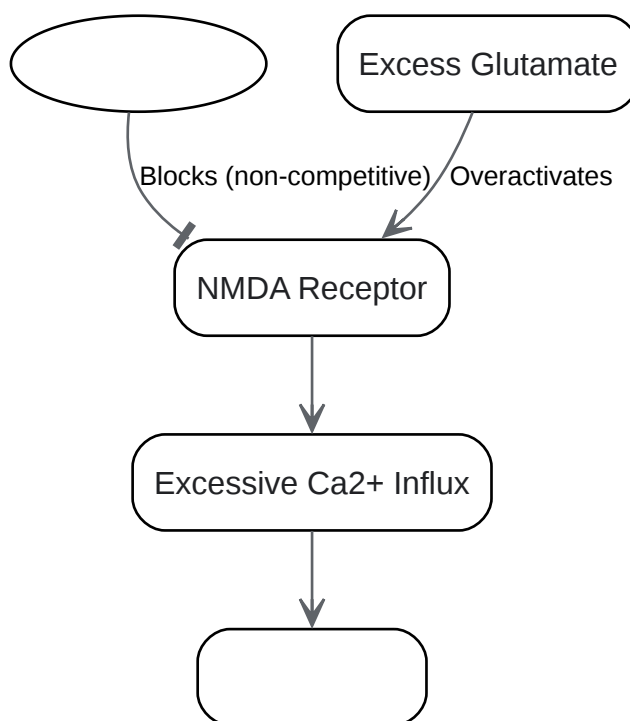 Excess Glutamate
Blocks (non-competitive)
Overactivates
NMDA Receptor
Excessive Ca2+ Influx